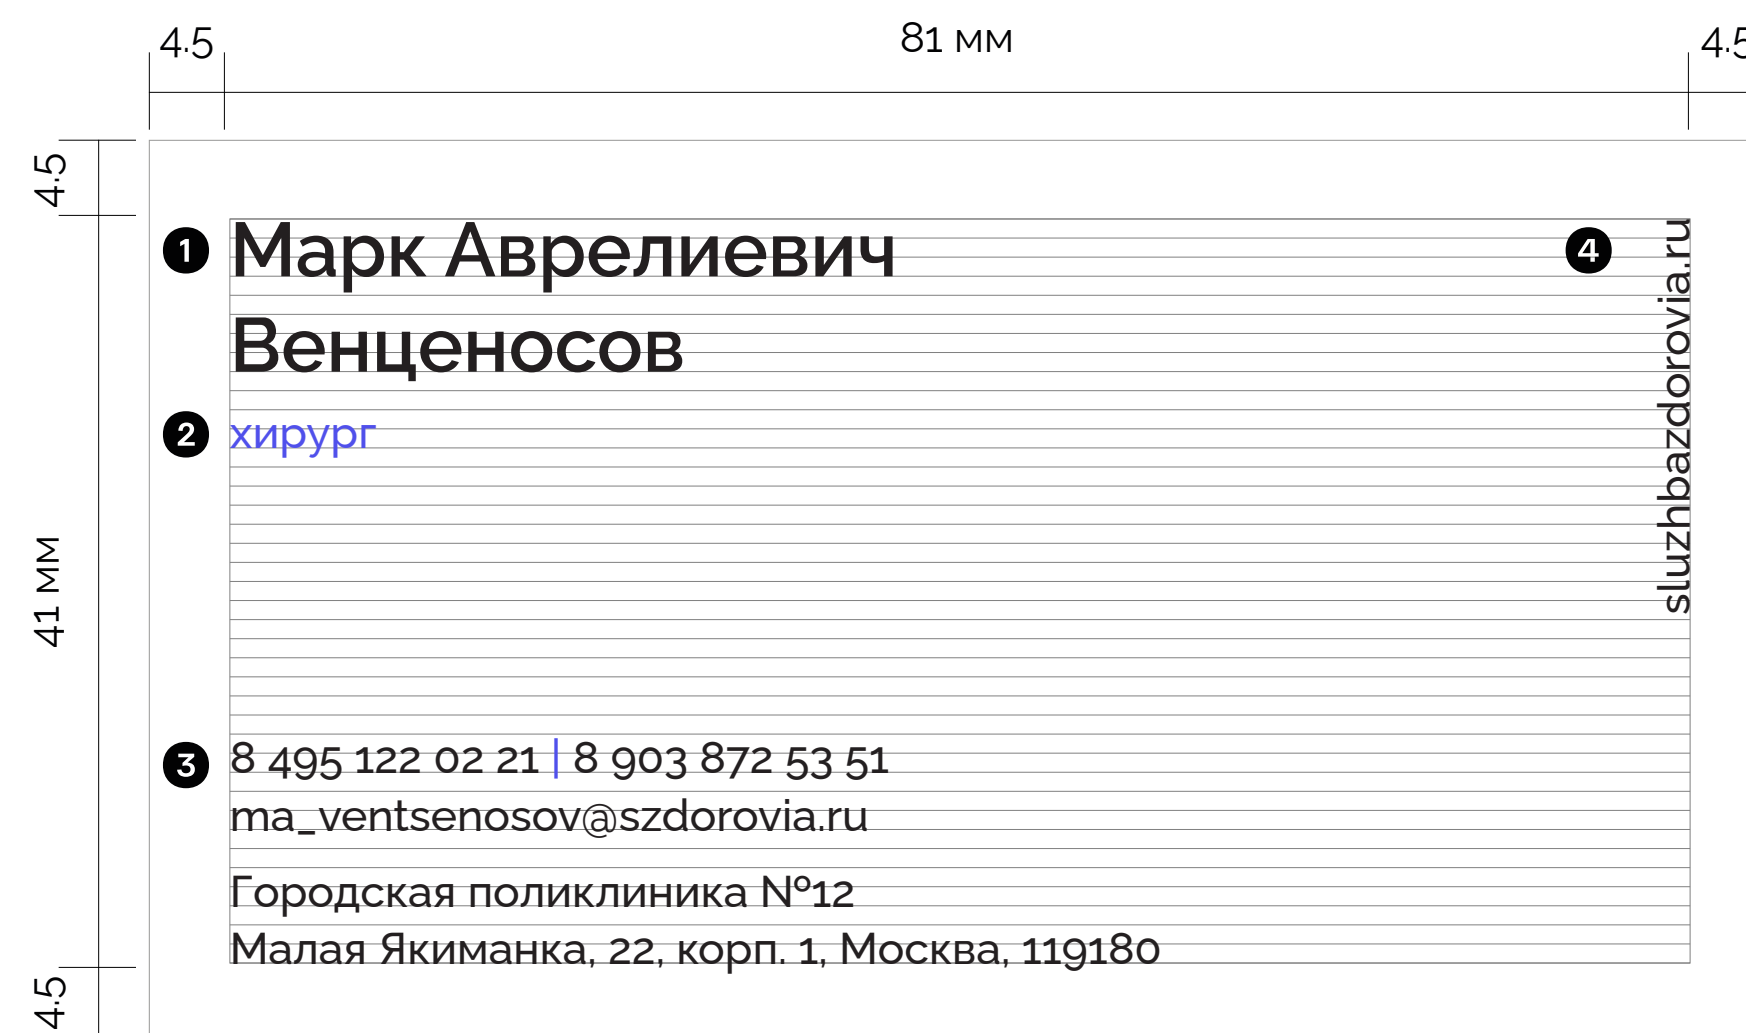 4.5 81 мм 4.5
4.5
1 Марк Аврелиевич
Венценосов
2 хирург
4 sluzhbazdorovia.ru
41 мм
3 8 495 122 02 21 | 8 903 872 53 51
ma_ventsenosov@szdorovia.ru
Городская поликлиника №12
Малая Якиманка, 22, корп. 1, Москва, 119180
4.5